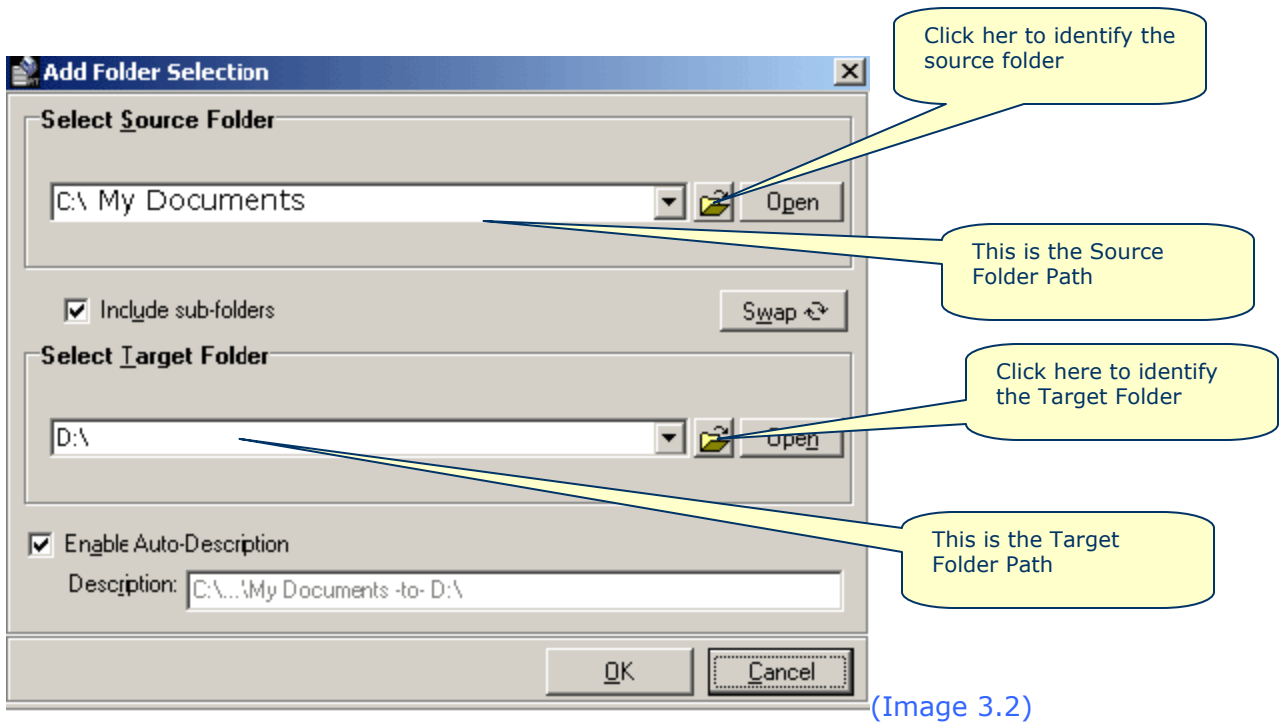 Click her to identify the
source folder
Add Folder Selection
Select Source Folder
C:\ My Documents
Open
This is the Source
Folder Path
Include sub-folders
Swap
Select Target Folder
Click here to identify
the Target Folder
D:\
Open
Enable Auto-Description
This is the Target
Folder Path
Description: C:\...\My Documents -to- D:\
OK
Cancel
(Image 3.2)